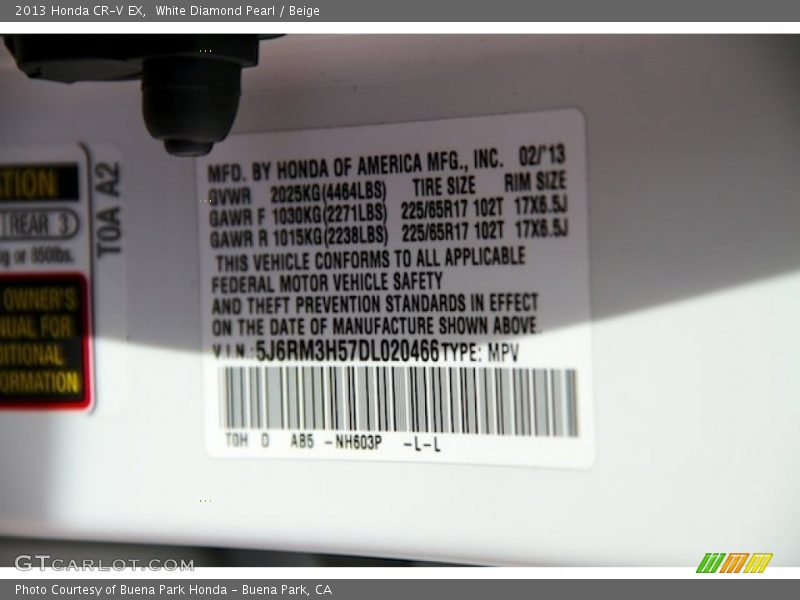 2013 Honda CR-V EX,  White Diamond Pearl / Beige
TION
REAR 3
g or 850lbs.
OWNER'S
NUAL FOR
DITIONAL
ORMATION
T0A A2
MFD. BY HONDA OF AMERICA MFG., INC. 02/'13
GVWR 2025KG(4464LBS) TIRE SIZE RIM SIZE
GAWR F 1030KG(2271LBS) 225/65R17 102T 17X6.5J
GAWR R 1015KG(2238LBS) 225/65R17 102T 17X6.5J
THIS VEHICLE CONFORMS TO ALL APPLICABLE
FEDERAL MOTOR VEHICLE SAFETY
AND THEFT PREVENTION STANDARDS IN EFFECT
ON THE DATE OF MANUFACTURE SHOWN ABOVE.
V.I.N.:5J6RM3H57DL020466 TYPE: MPV
T0H D AB5 -NH603P -L-L
GTCARLOT.COM
Photo Courtesy of Buena Park Honda - Buena Park, CA